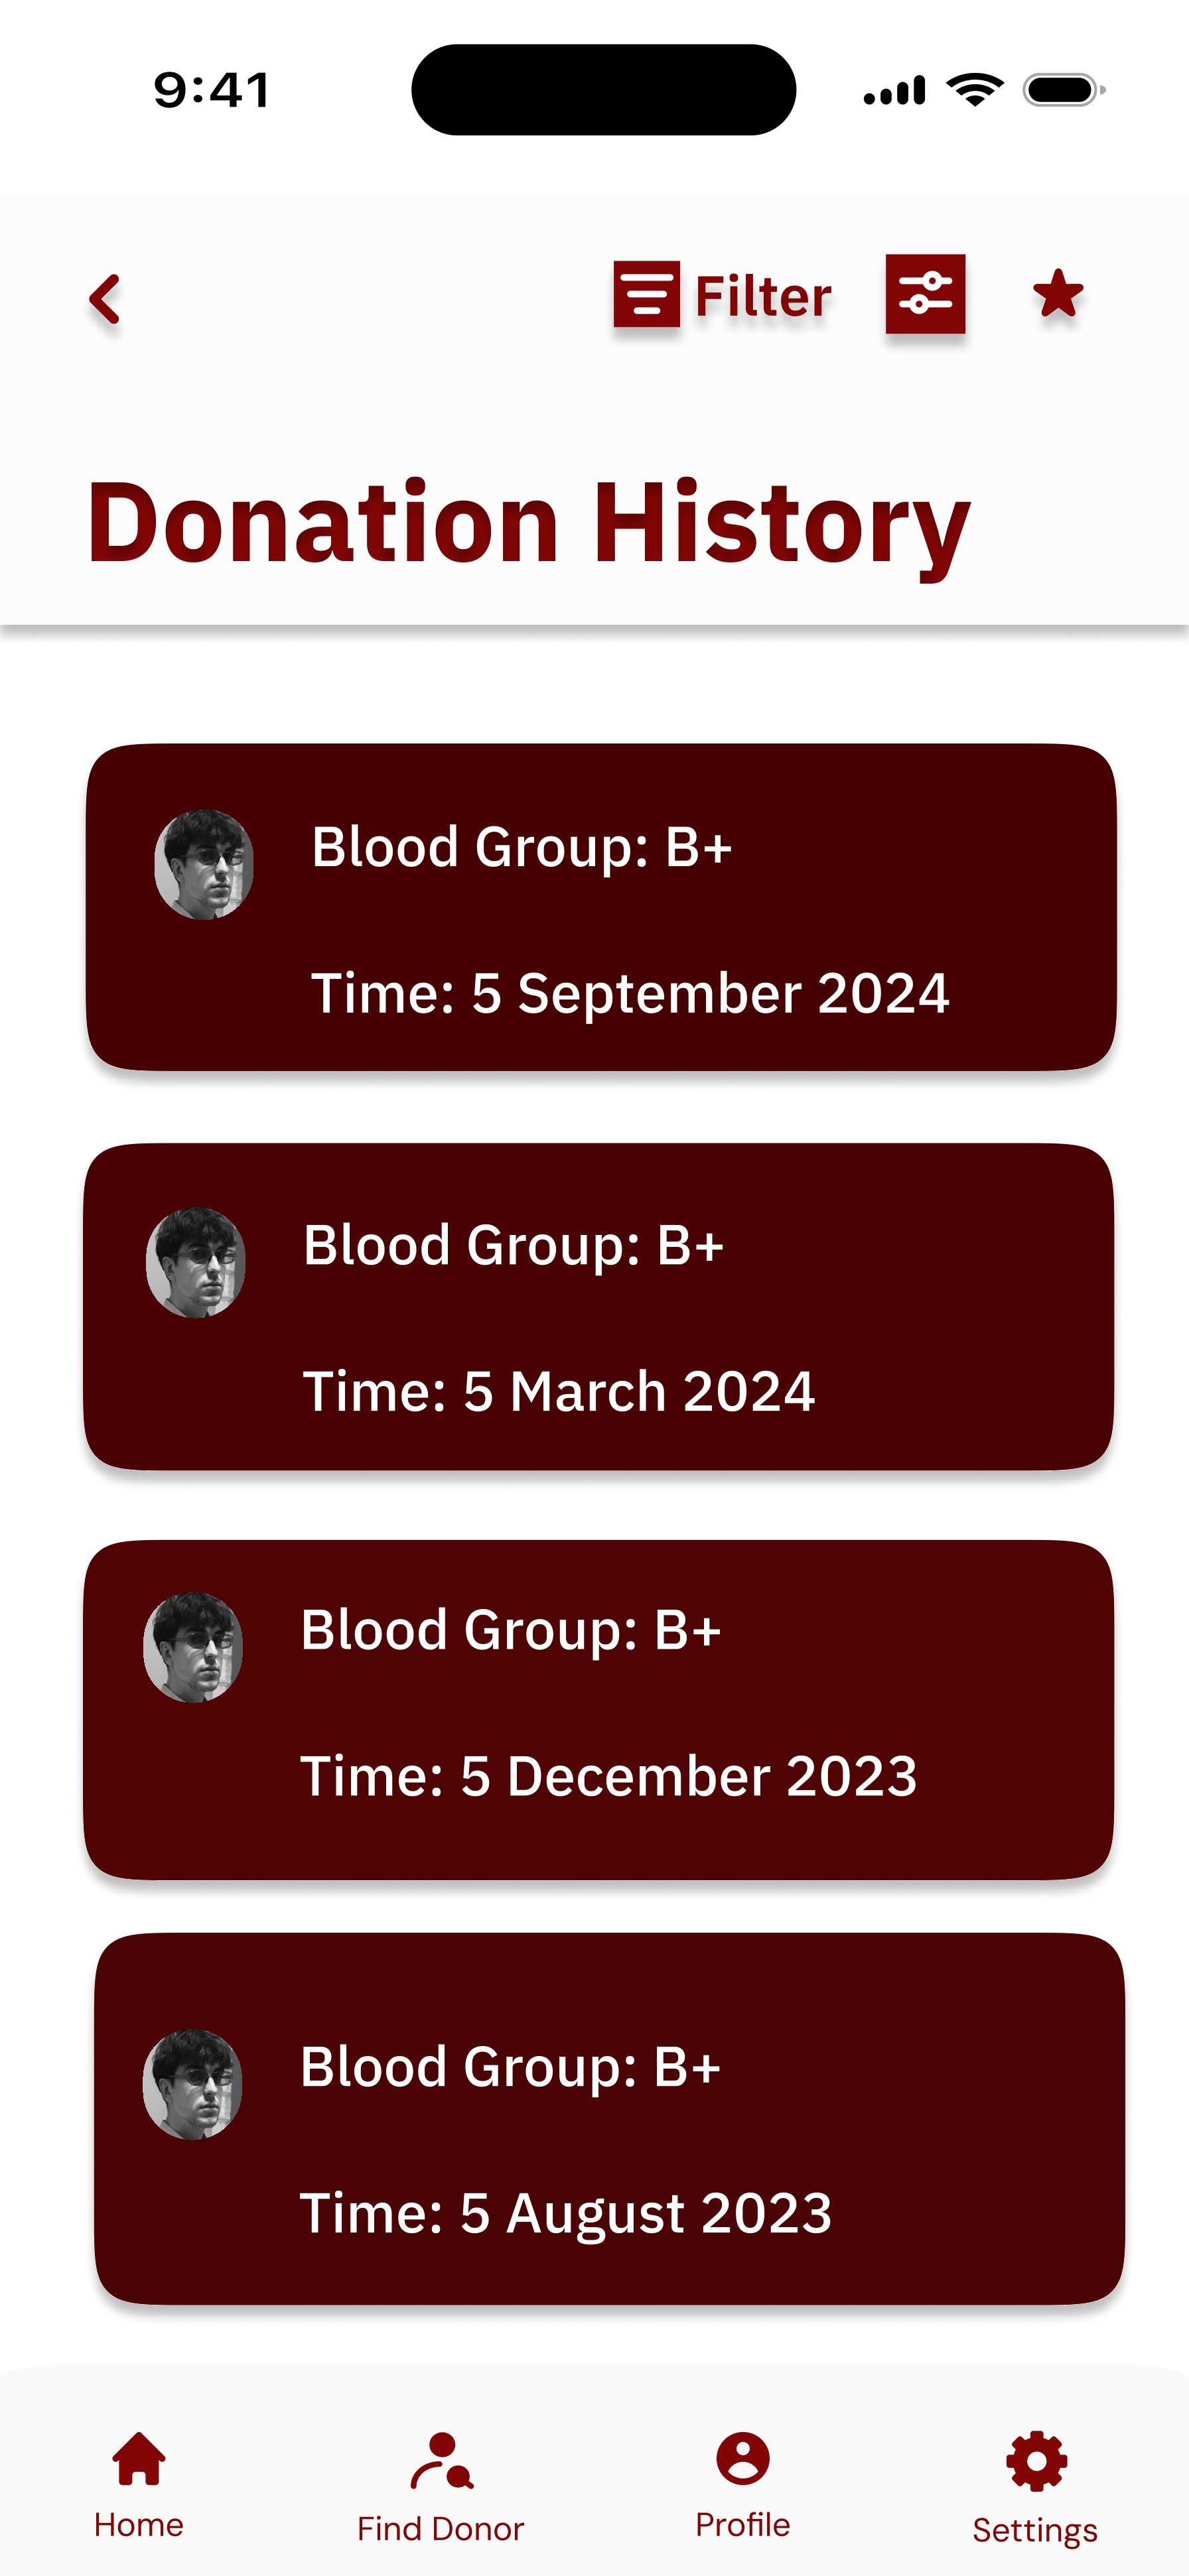 9:41
Filter
Donation History
Blood Group: B+
Time: 5 September 2024
Blood Group: B+
Time: 5 March 2024
Blood Group: B+
Time: 5 December 2023
Blood Group: B+
Time: 5 August 2023
Home
Find Donor
Profile
Settings